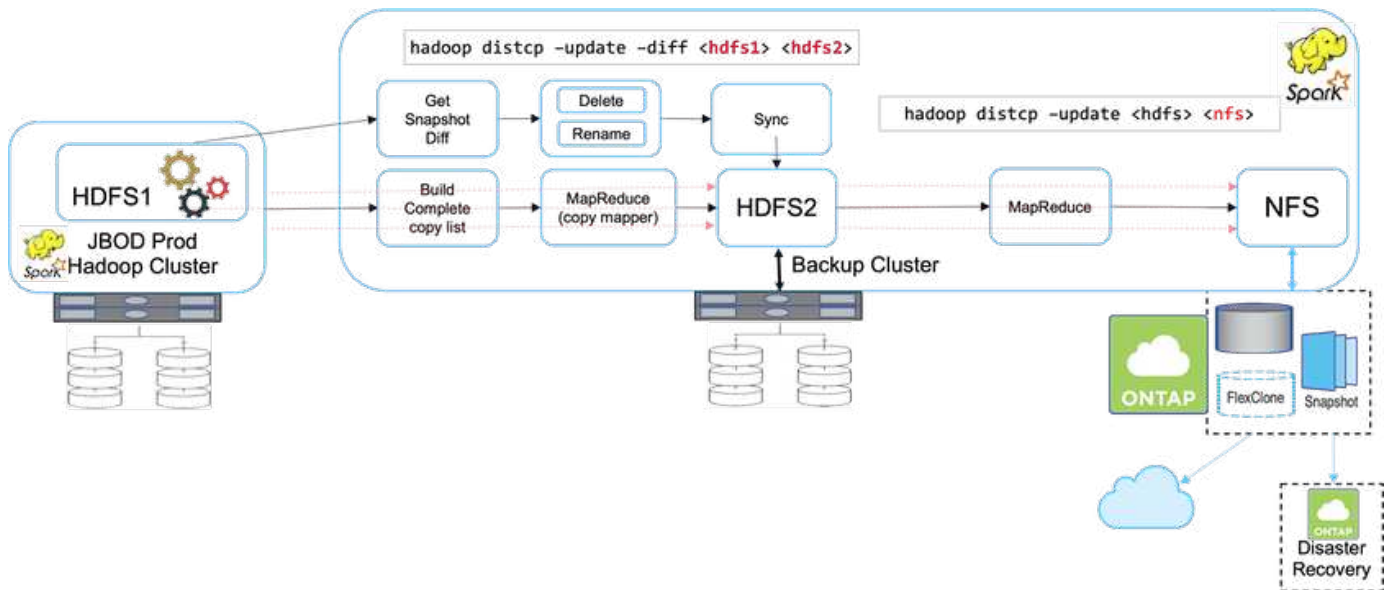 hadoop distcp –update –diff <hdfs1> <hdfs2>
Spark
hadoop distcp –update <hdfs> <nfs>
Get
Snapshot
Diff
Delete
Rename
Sync
HDFS1
JBOD Prod
Hadoop Cluster
Spark
Build
Complete
copy list
MapReduce
(copy mapper)
HDFS2
MapReduce
NFS
Backup Cluster
ONTAP
FlexClone
Snapshot
ONTAP
Disaster
Recovery